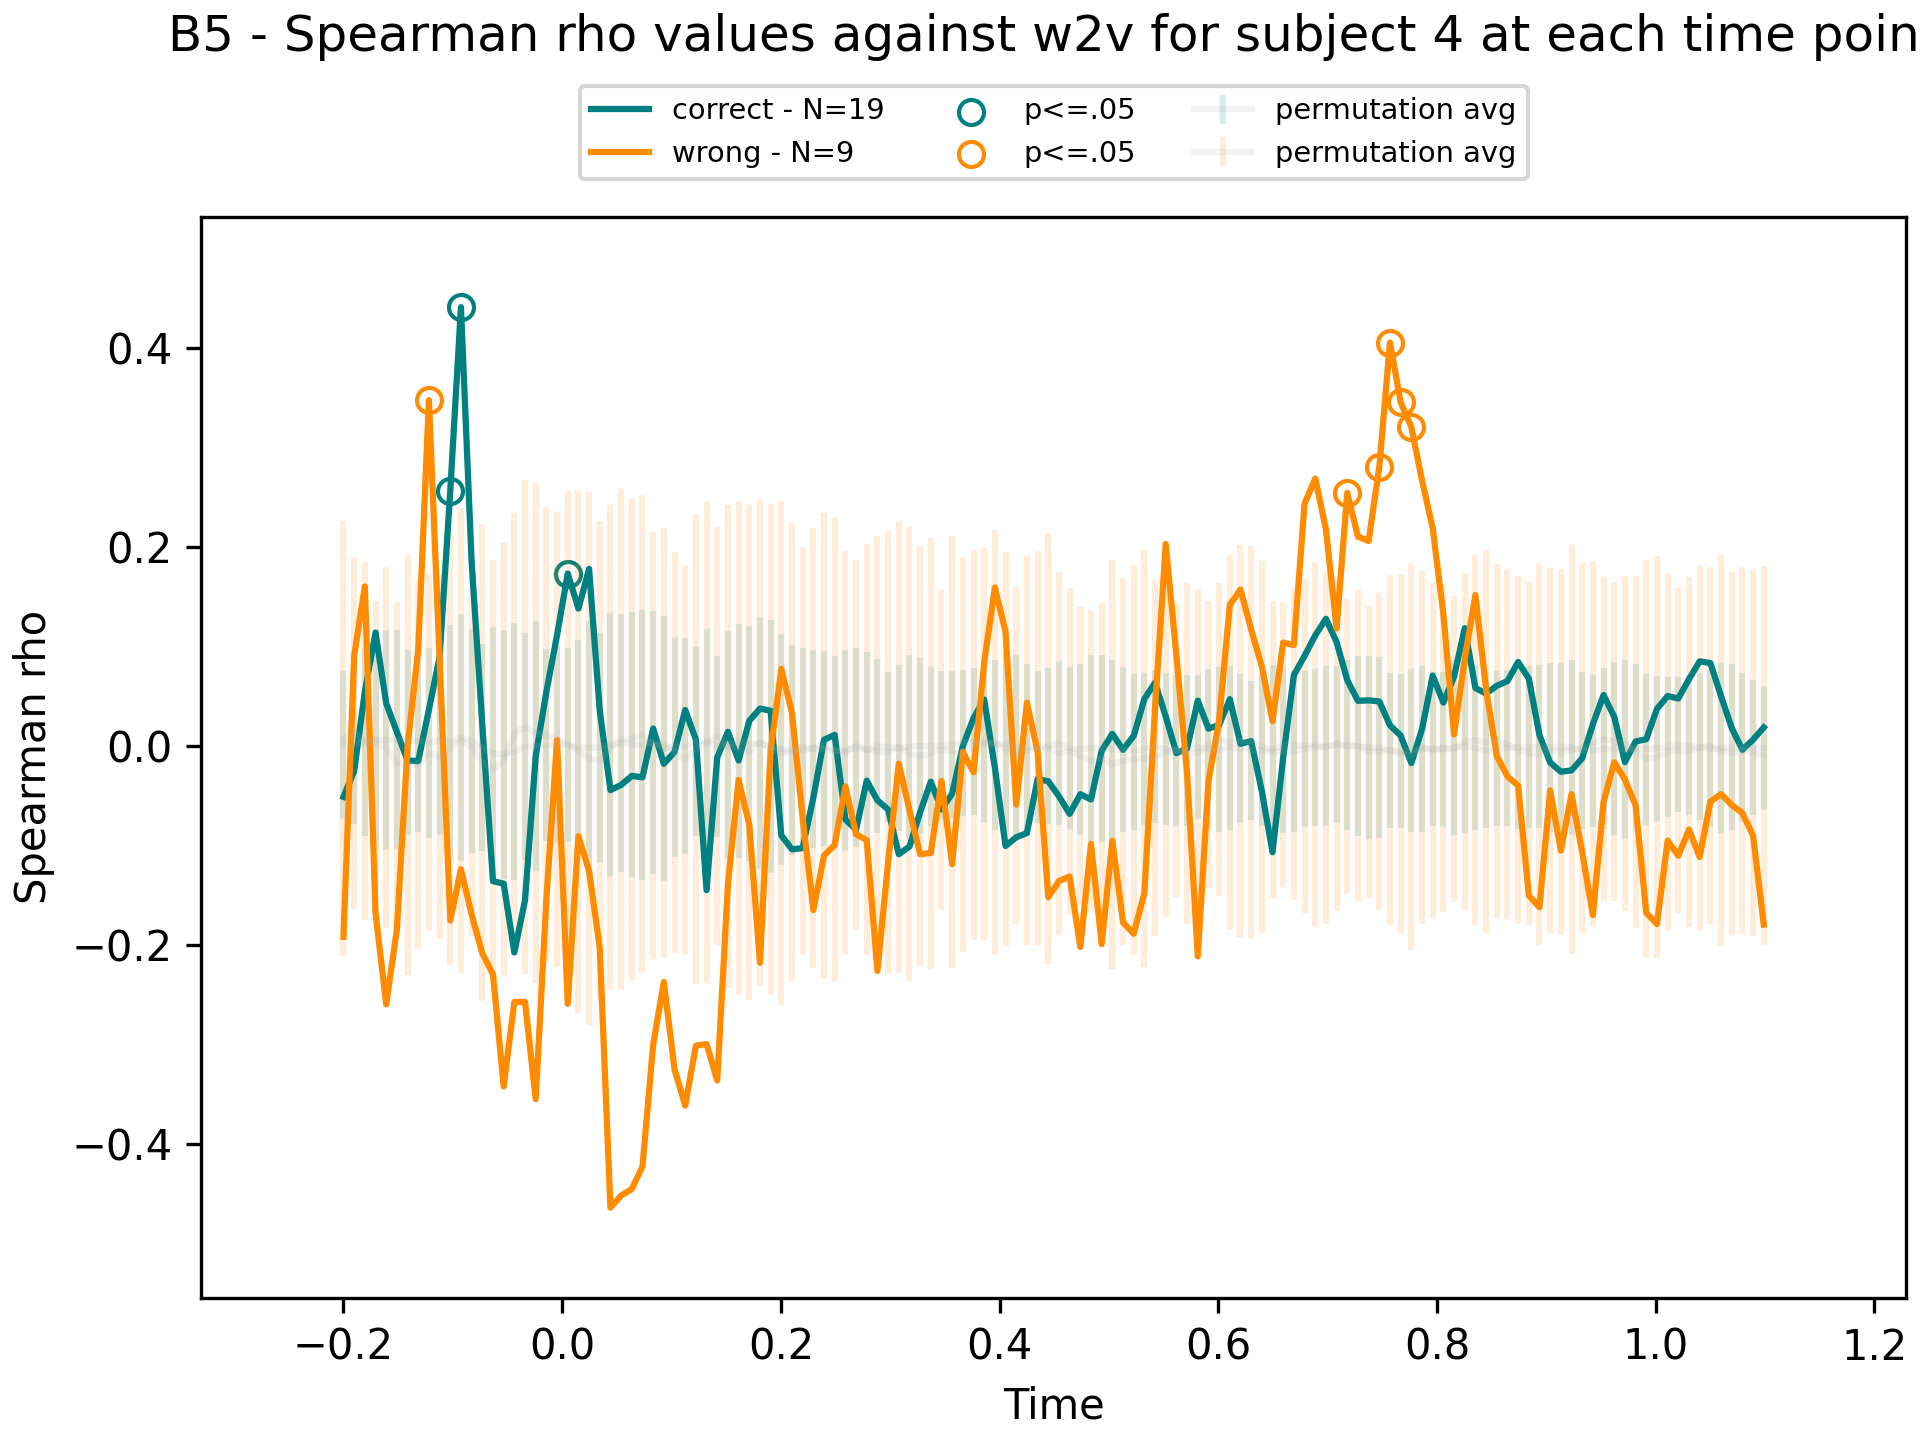 B5 - Spearman rho values against w2v for subject 4 at each time poin
correct - N=19
wrong - N=9
p<=.05
p<=.05
permutation avg
permutation avg
Spearman rho
0.4
0.2
0.0
−0.2
−0.4
−0.2 0.0 0.2 0.4 0.6 0.8 1.0 1.2
Time